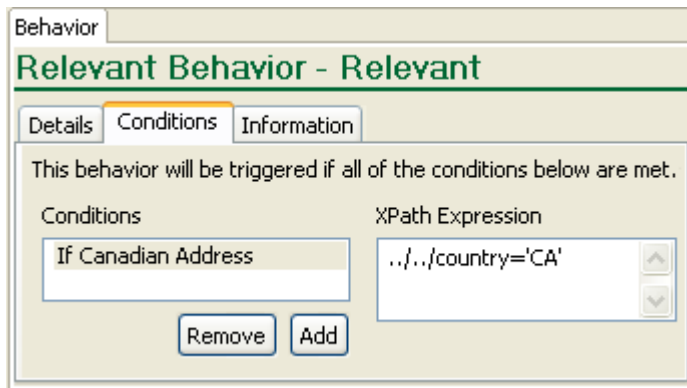 Behavior
Relevant Behavior - Relevant
Details Conditions Information
This behavior will be triggered if all of the conditions below are met.
Conditions XPath Expression
If Canadian Address ../../country='CA'
Remove Add